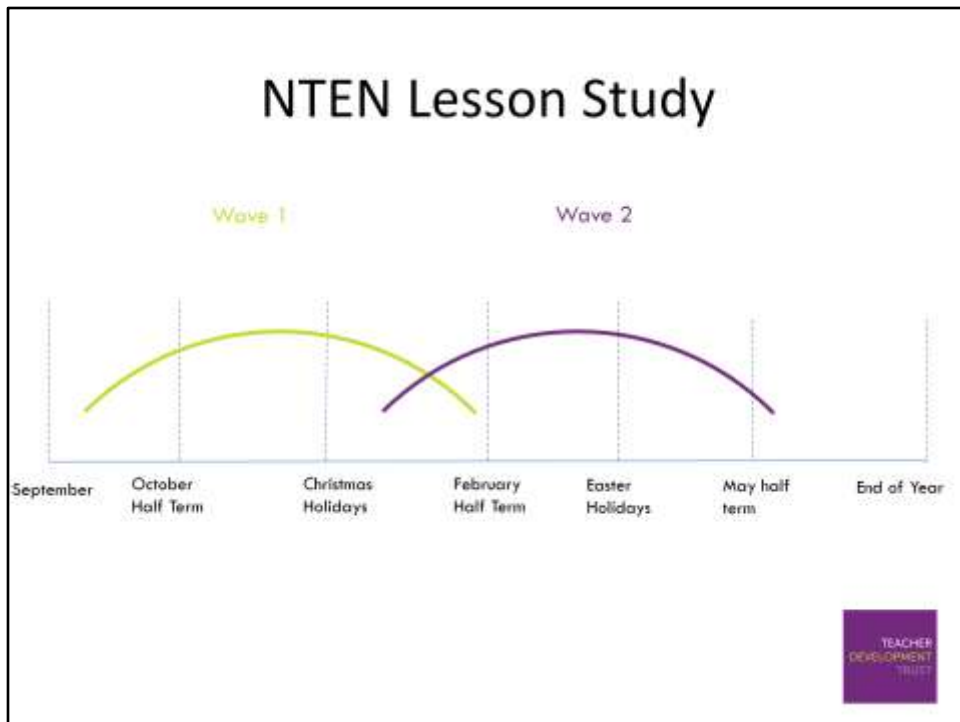 NTEN Lesson Study
Wave 1
Wave 2
September
October
Half Term
Christmas
Holidays
February
Half Term
Easter
Holidays
May half
term
End of Year
TEACHER
DEVELOPMENT
TRUST